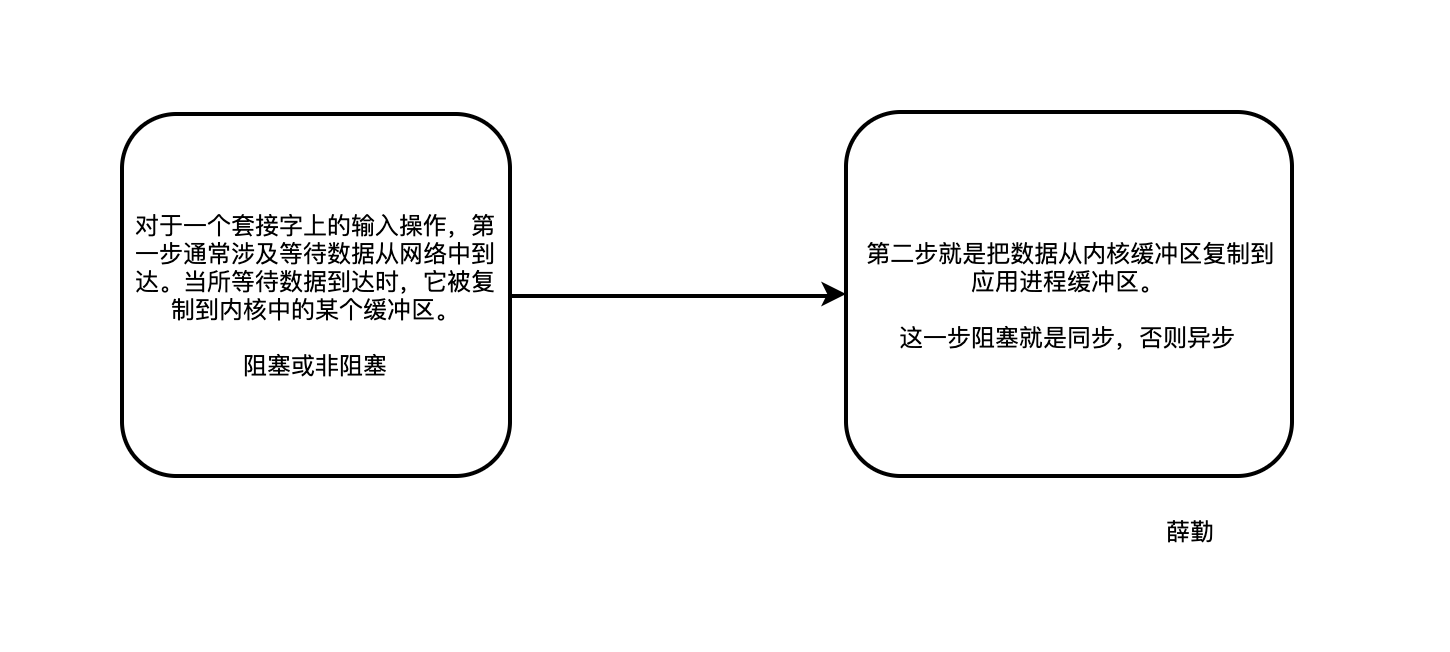 对于一个套接字上的输入操作，第
一步通常涉及等待数据从网络中到
达。当所等待数据到达时，它被复
制到内核中的某个缓冲区。
阻塞或非阻塞
第二步就是把数据从内核缓冲区复制到
应用进程缓冲区。
这一步阻塞就是同步，否则异步
薛勤